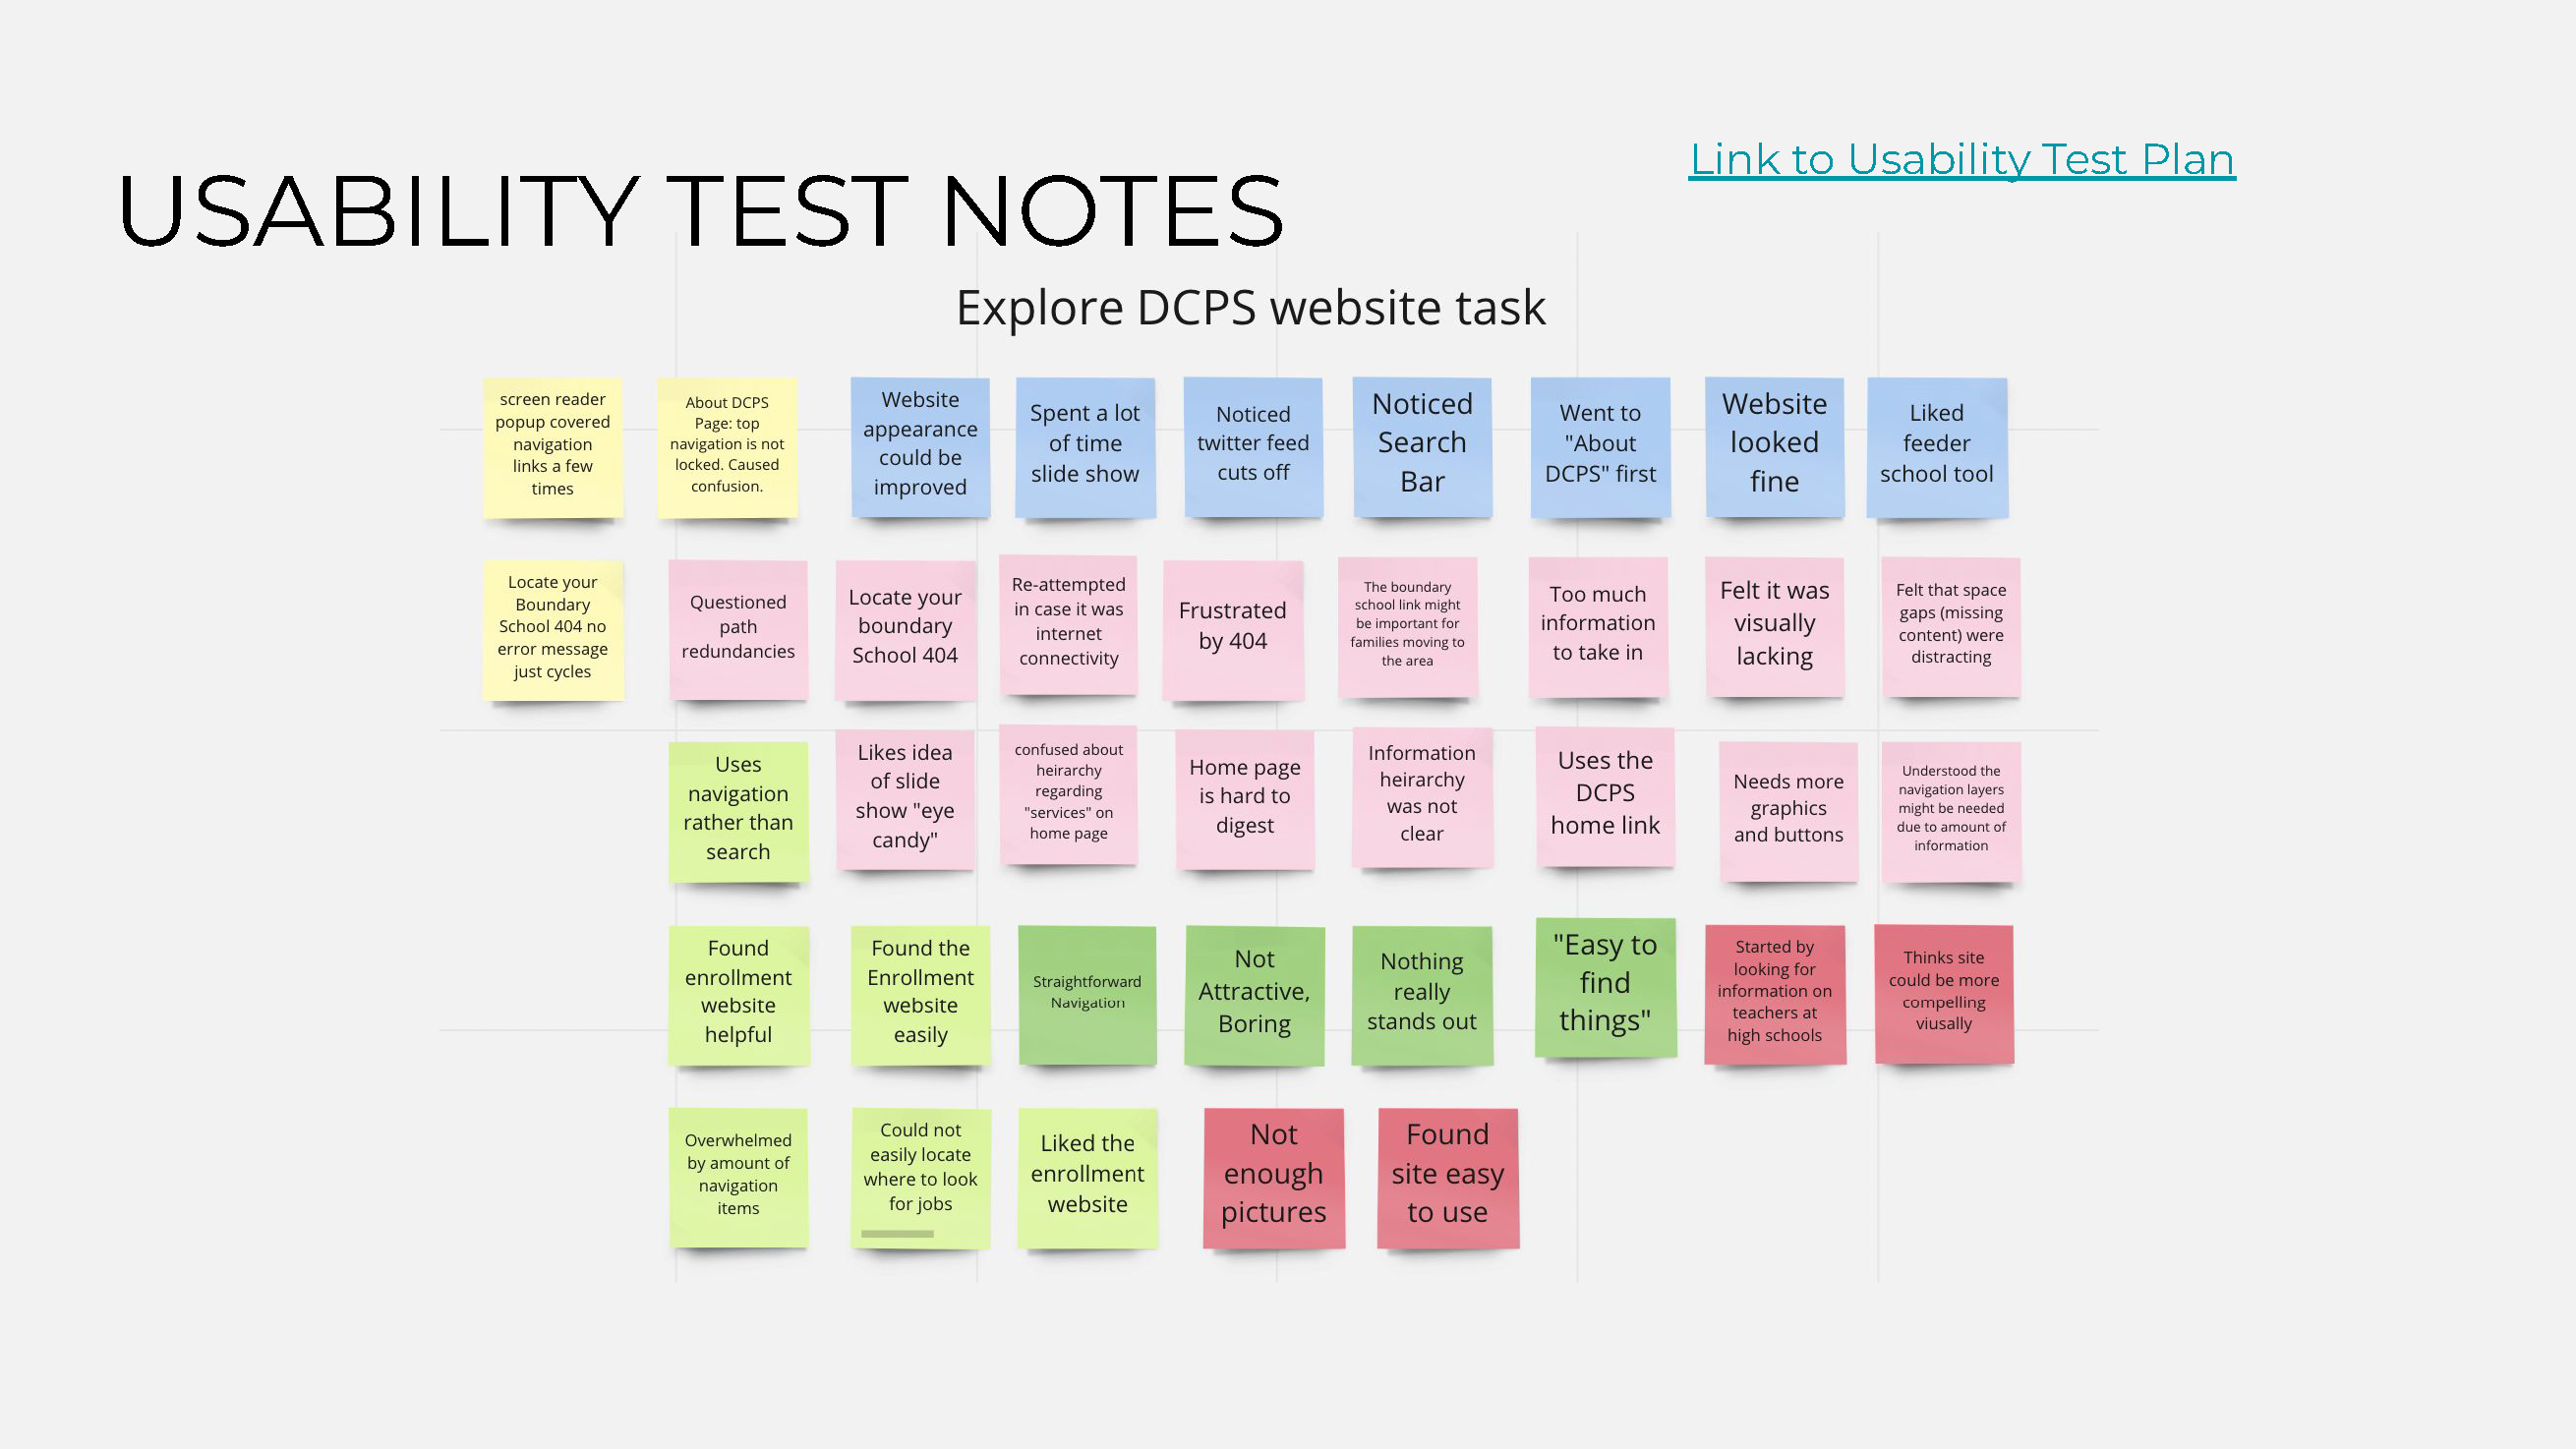 Link to Usability Test Plan
USABILITY TEST NOTES
Explore DCPS website task
screen reader
popup covered
navigation
links a few
times
About DCPS
Page: top
navigation is not
locked. Caused
confusion.
Website
appearance
could be
improved
Spent a lot
of time
slide show
Noticed
twitter feed
cuts off
Noticed
Search
Bar
Went to
"About
DCPS" first
Website
looked
fine
Liked
feeder
school tool
Locate your
Boundary
School 404 no
error message
just cycles
Questioned
path
redundancies
Locate your
boundary
School 404
Re-attempted
in case it was
internet
connectivity
Frustrated
by 404
The boundary
school link might
be important for
families moving to
the area
Too much
information
to take in
Felt it was
visually
lacking
Felt that space
gaps (missing
content) were
distracting
Uses
navigation
rather than
search
Likes idea
of slide
show "eye
candy"
confused about
heirarchy
regarding
"services" on
home page
Home page
is hard to
digest
Information
heirarchy
was not
clear
Uses the
DCPS
home link
Needs more
graphics
and buttons
Understood the
navigation layers
might be needed
due to amount of
information
Found
enrollment
website
helpful
Found the
Enrollment
website
easily
Straightforward
Navigation
Not
Attractive,
Boring
Nothing
really
stands out
"Easy to
find
things"
Started by
looking for
information on
teachers at
high schools
Thinks site
could be more
compelling
viusally
Overwhelmed
by amount of
navigation
items
Could not
easily locate
where to look
for jobs
Liked the
enrollment
website
Not
enough
pictures
Found
site easy
to use